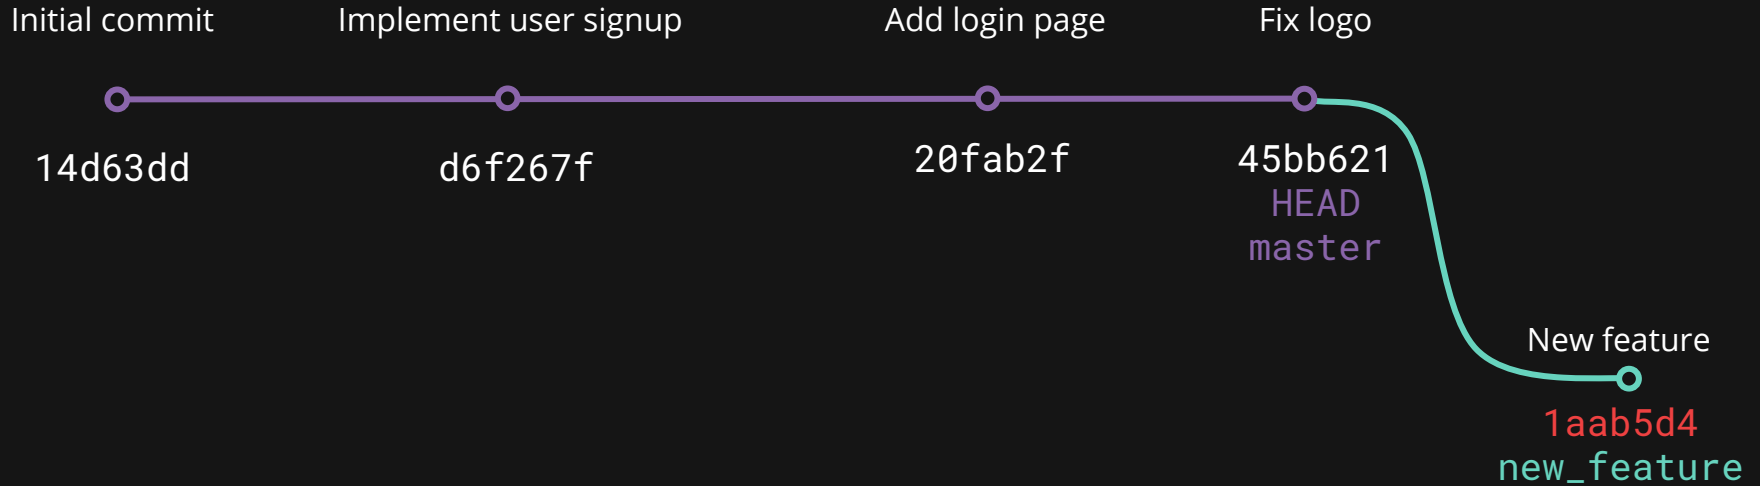 Initial commit
Implement user signup
Add login page
Fix logo
14d63dd
d6f267f
20fab2f
45bb621
HEAD
master
New feature
1aab5d4
new_feature